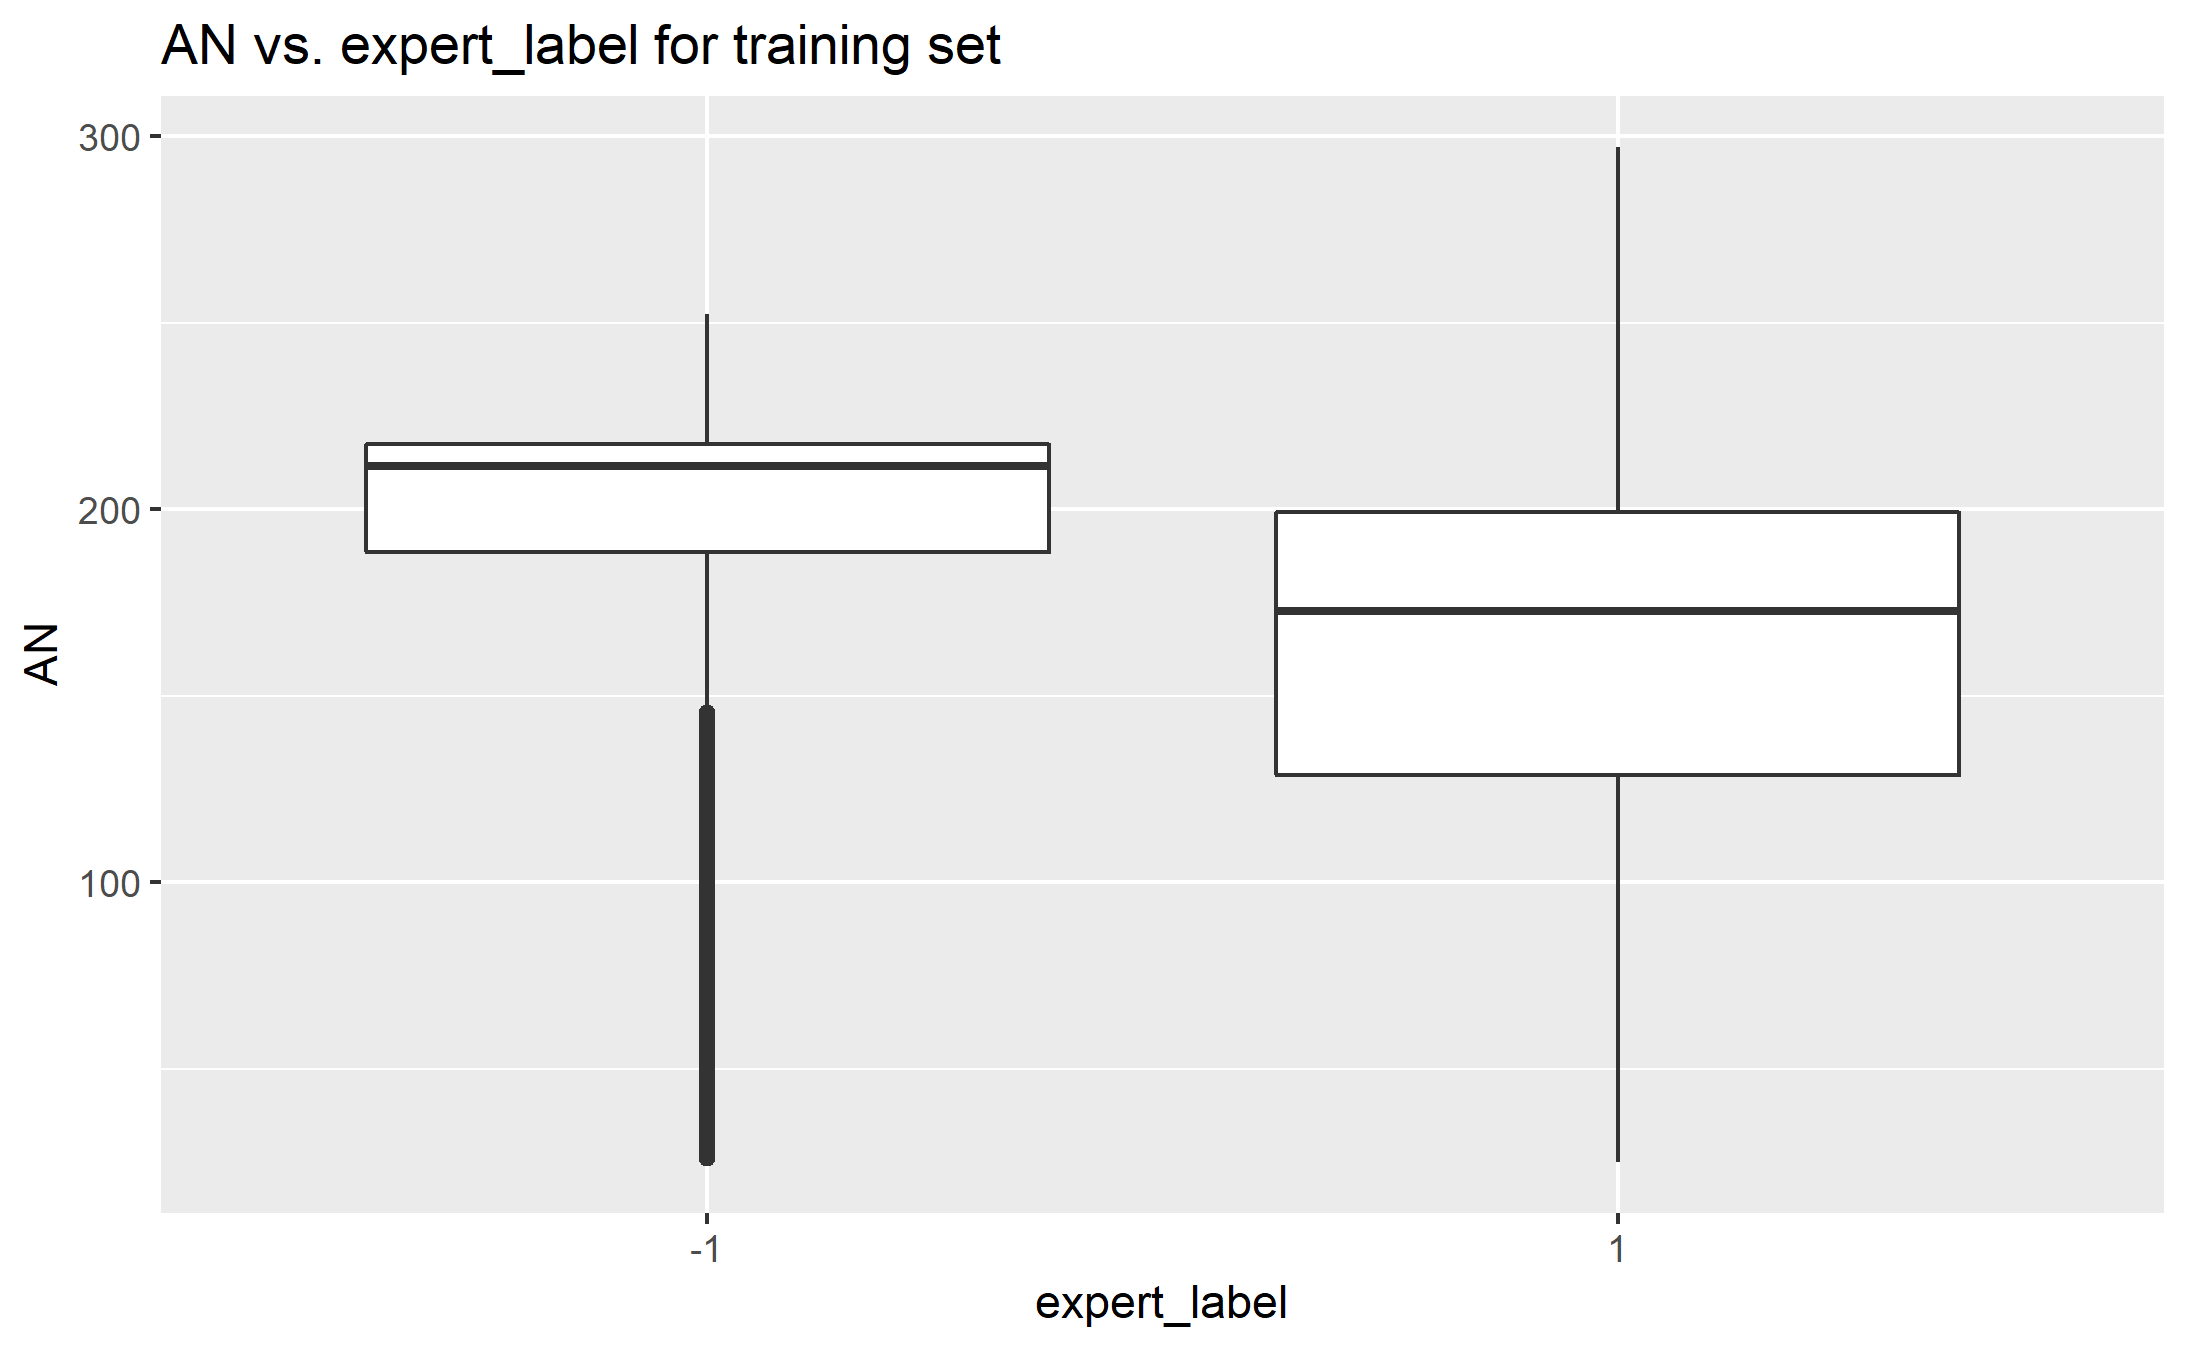 AN vs. expert_label for training set
300
200
100
AN
-1
1
expert_label